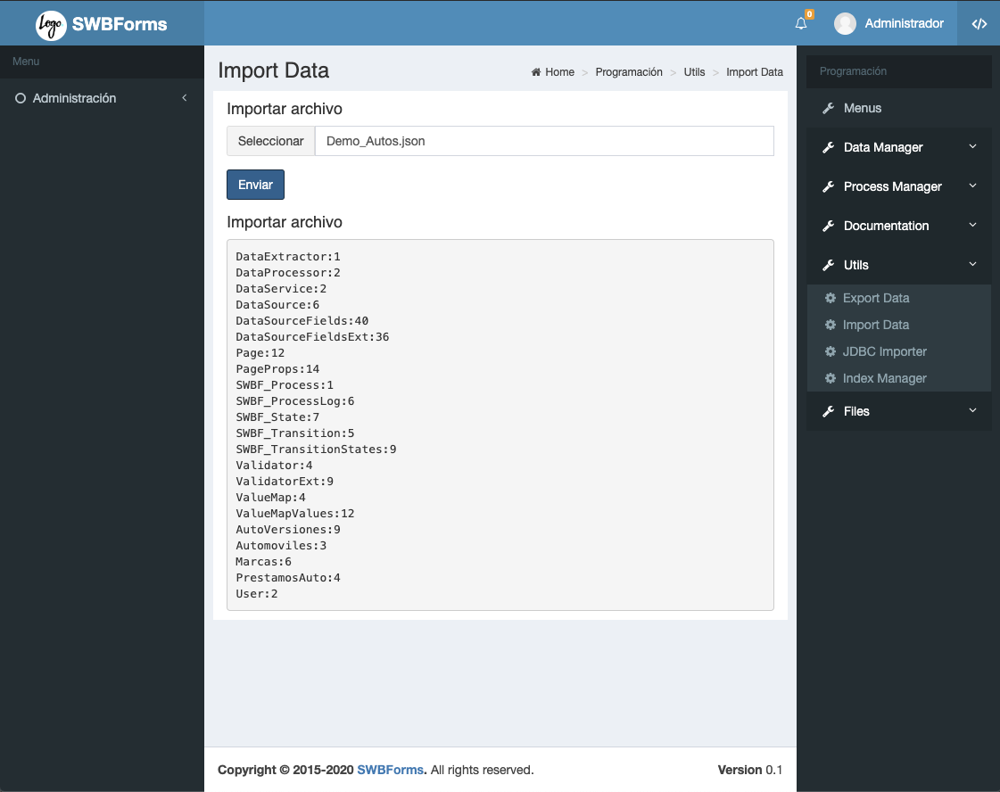 Logo SWBForms
0
Administrador
</>
Menu
Administración
Import Data
Home > Programación > Utils > Import Data
Importar archivo
Seleccionar Demo_Autos.json
Enviar
Importar archivo
DataExtractor:1
DataProcessor:2
DataService:2
DataSource:6
DataSourceFields:40
DataSourceFieldsExt:36
Page:12
PageProps:14
SWBF_Process:1
SWBF_ProcessLog:6
SWBF_State:7
SWBF_Transition:5
SWBF_TransitionStates:9
Validator:4
ValidatorExt:9
ValueMap:4
ValueMapValues:12
AutoVersiones:9
Automoviles:3
Marcas:6
PrestamosAuto:4
User:2
Programación
Menus
Data Manager
Process Manager
Documentation
Utils
Export Data
Import Data
JDBC Importer
Index Manager
Files
Copyright © 2015-2020 SWBForms. All rights reserved.
Version 0.1